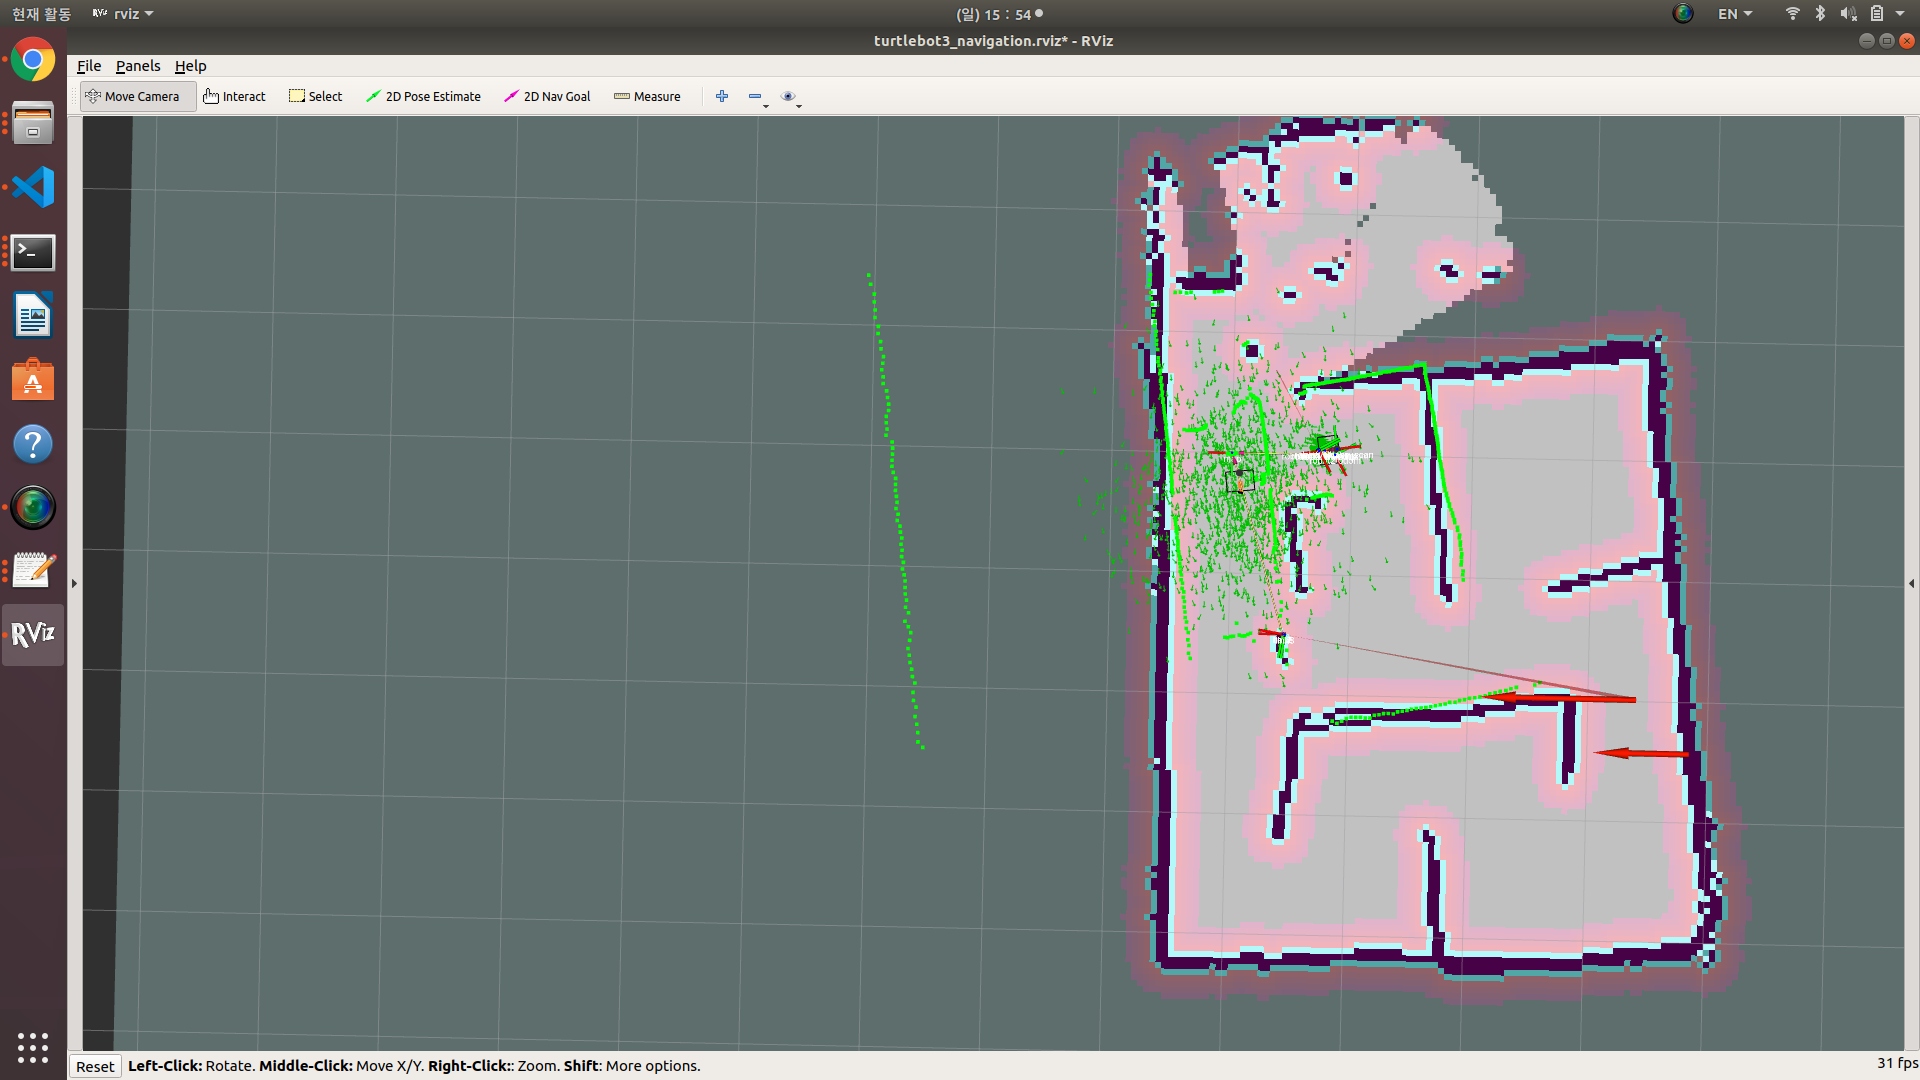 현재 활동
RViz rviz
(일) 15 : 54
EN
turtlebot3_navigation.rviz* - RViz
File Panels Help
Move Camera Interact Select 2D Pose Estimate 2D Nav Goal Measure
RViz
Reset Left-Click: Rotate. Middle-Click: Move X/Y. Right-Click:: Zoom. Shift: More options.
31 fps